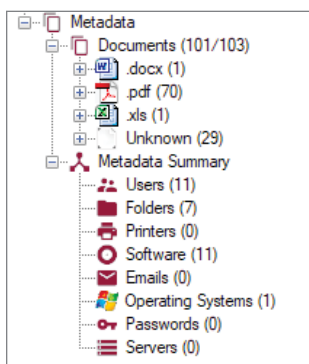 Metadata
Documents (101/103)
.docx (1)
.pdf (70)
.xls (1)
Unknown (29)
Metadata Summary
Users (11)
Folders (7)
Printers (0)
Software (11)
Emails (0)
Operating Systems (1)
Passwords (0)
Servers (0)